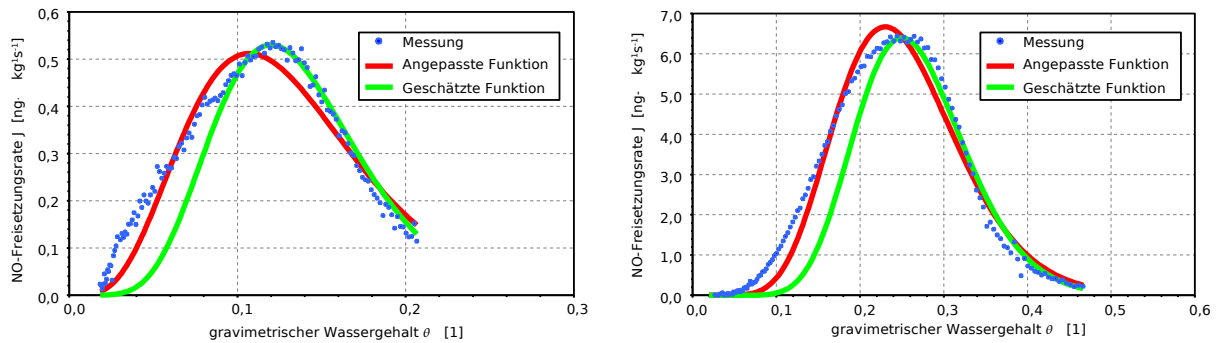 NO-Freisetzungsrate J [ng· kg-1s-1]
0,6
0,5
0,4
0,3
0,2
0,1
0,0
Messung
Angepasste Funktion
Geschätzte Funktion
0,0 0,1 0,2 0,3
gravimetrischer Wassergehalt θ [1]
NO-Freisetzungsrate J [ng· kg-1s-1]
7,0
6,0
5,0
4,0
3,0
2,0
1,0
0,0
Messung
Angepasste Funktion
Geschätzte Funktion
0,0 0,1 0,2 0,3 0,4 0,5 0,6
gravimetrischer Wassergehalt θ [1]